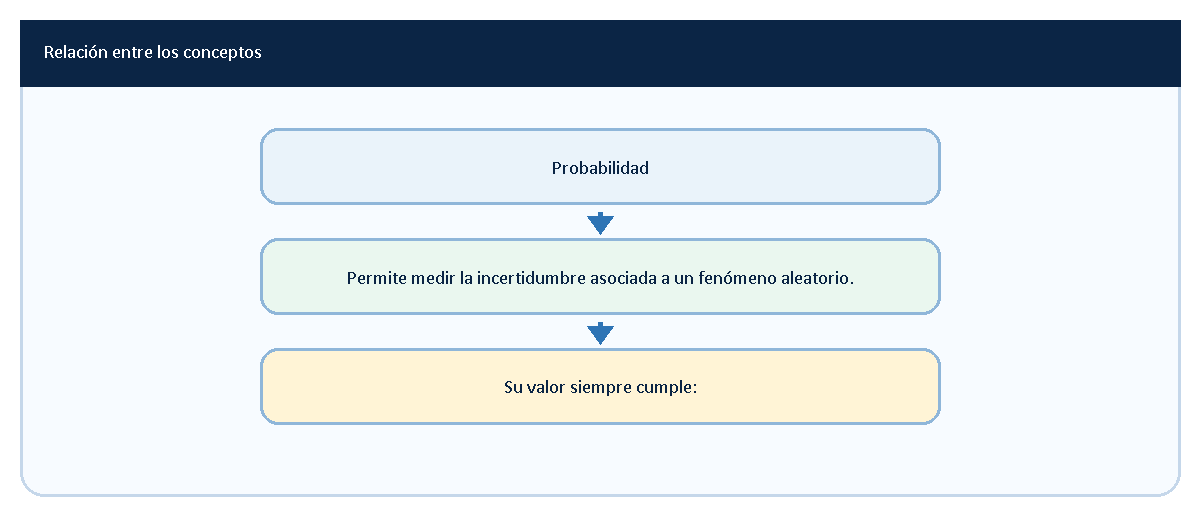 Relación entre los conceptos
Probabilidad
Permite medir la incertidumbre asociada a un fenómeno aleatorio.
Su valor siempre cumple: